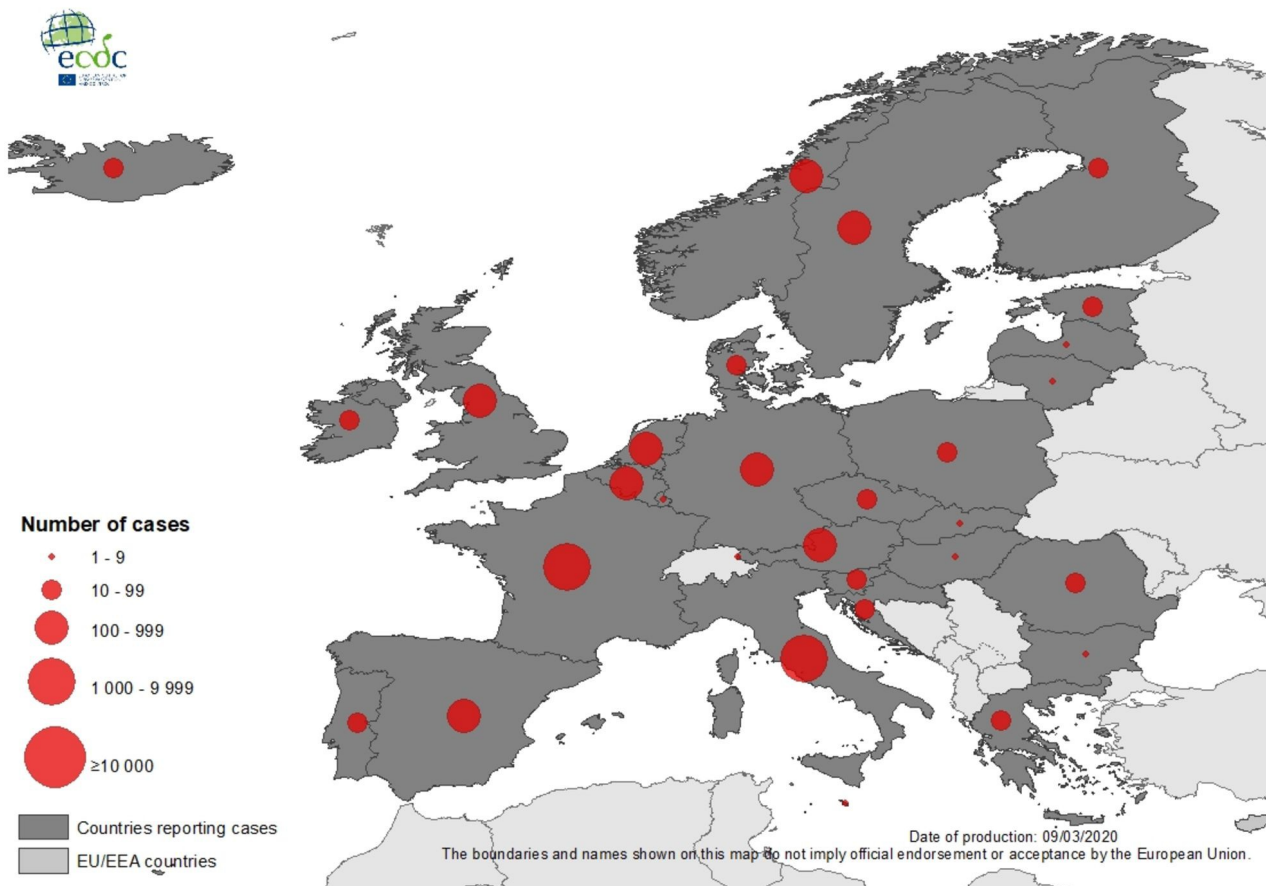 ecdc
Number of cases
1 - 9
10 - 99
100 - 999
1 000 - 9 999
≥10 000
Countries reporting cases
EU/EEA countries
Date of production: 09/03/2020
The boundaries and names shown on this map do not imply official endorsement or acceptance by the European Union.